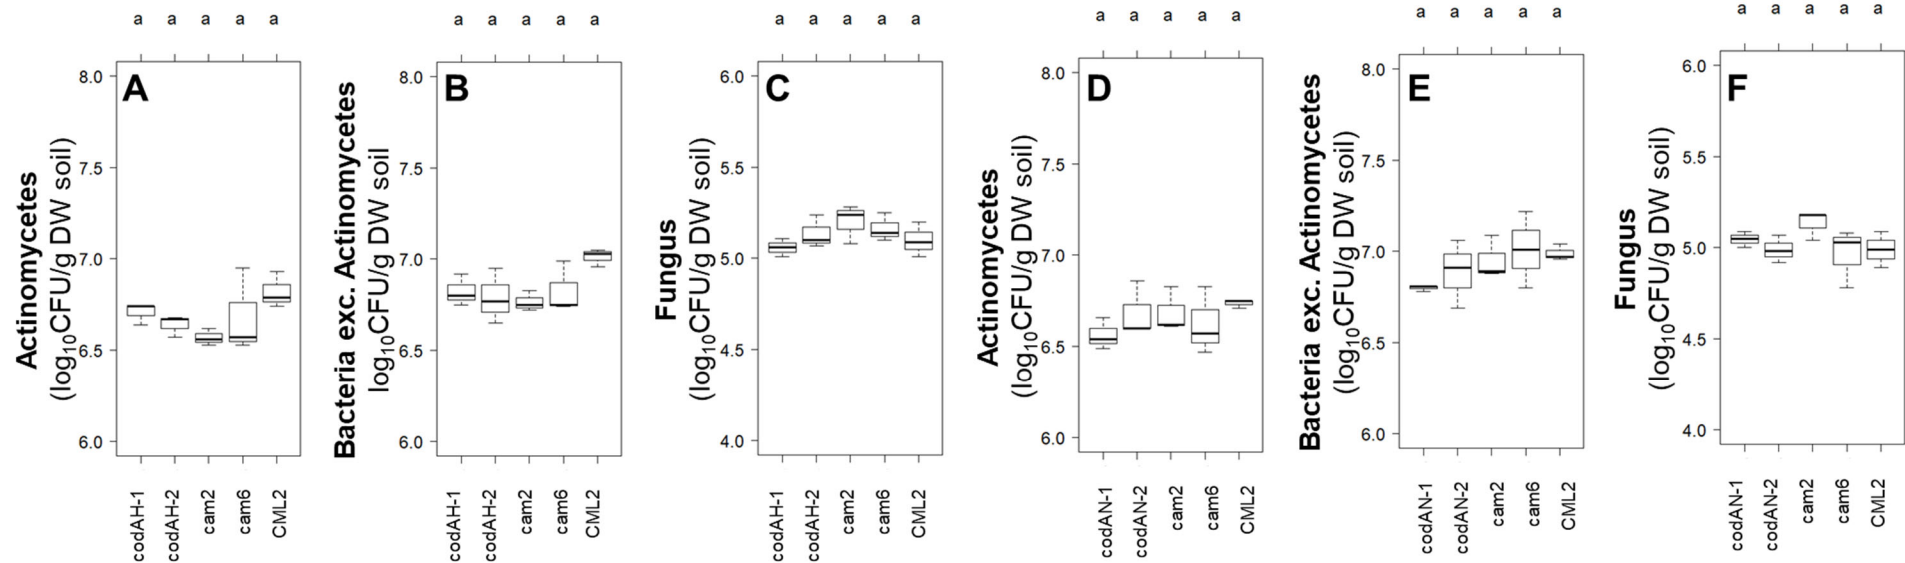 a a a a a
A
Actinomycetes
(log₁₀CFU/g DW soil)
8.0
7.5
7.0
6.5
6.0
codAH-1 codAH-2 cam2 cam6 CML2
a a a a a
B
Bacteria exc. Actinomycetes
log₁₀CFU/g DW soil
8.0
7.5
7.0
6.5
6.0
codAH-1 codAH-2 cam2 cam6 CML2
a a a a a
C
Fungus
(log₁₀CFU/g DW soil)
6.0
5.5
5.0
4.5
4.0
codAH-1 codAH-2 cam2 cam6 CML2
a a a a a
D
Actinomycetes
(log₁₀CFU/g DW soil)
8.0
7.5
7.0
6.5
6.0
codAN-1 codAN-2 cam2 cam6 CML2
a a a a a
E
Bacteria exc. Actinomycetes
(log₁₀CFU/g DW soil)
8.0
7.5
7.0
6.5
6.0
codAN-1 codAN-2 cam2 cam6 CML2
a a a a a
F
Fungus
(log₁₀CFU/g DW soil)
6.0
5.5
5.0
4.5
4.0
codAN-1 codAN-2 cam2 cam6 CML2